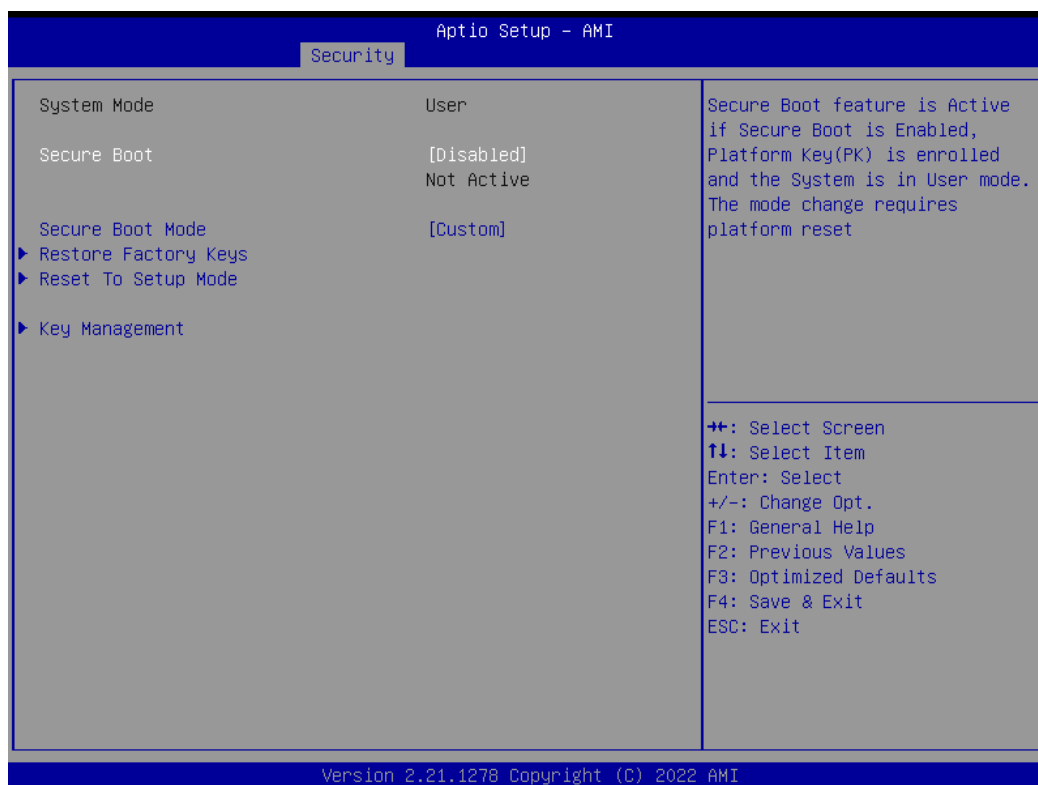 Aptio Setup – AMI
Security
System Mode User
Secure Boot [Disabled]
Not Active
Secure Boot Mode [Custom]
Restore Factory Keys
Reset To Setup Mode
Key Management
Secure Boot feature is Active
if Secure Boot is Enabled,
Platform Key(PK) is enrolled
and the System is in User mode.
The mode change requires
platform reset
→←: Select Screen
↑↓: Select Item
Enter: Select
+/-: Change Opt.
F1: General Help
F2: Previous Values
F3: Optimized Defaults
F4: Save & Exit
ESC: Exit
Version 2.21.1278 Copyright (C) 2022 AMI